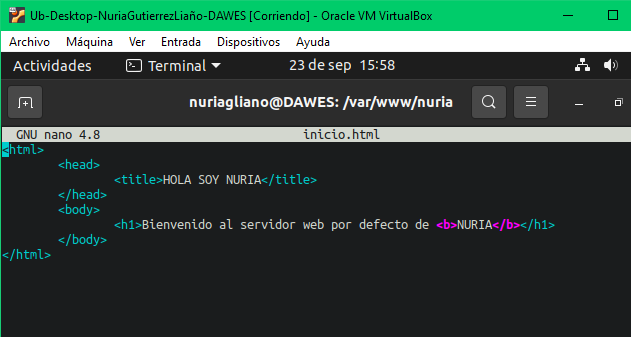 Ub-Desktop-NuriaGutierrezLiaño-DAWES [Corriendo] - Oracle VM VirtualBox
Archivo Máquina Ver Entrada Dispositivos Ayuda
Actividades Terminal 23 de sep 15:58
nuriagliano@DAWES: /var/www/nuria
GNU nano 4.8 inicio.html
<html>
<head>
<title>HOLA SOY NURIA</title>
</head>
<body>
<h1>Bienvenido al servidor web por defecto de <b>NURIA</b></h1>
</body>
</html>